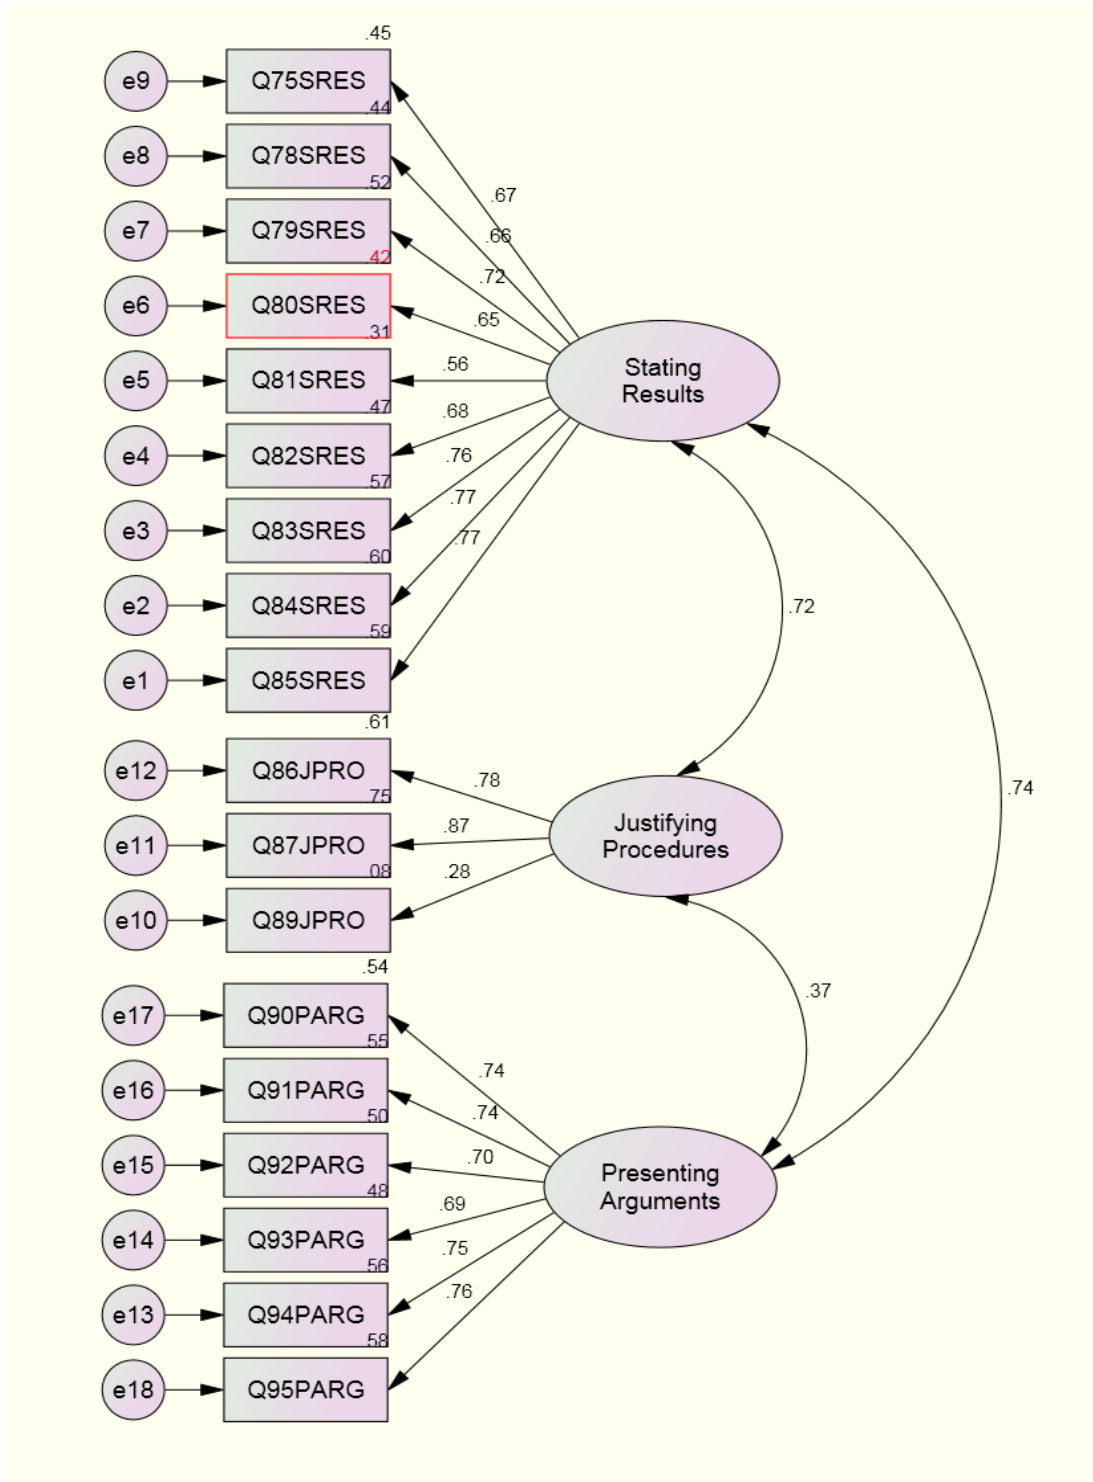 .45
e9
Q75SRES
.44
e8
Q78SRES
.52
e7
Q79SRES
.42
e6
Q80SRES
.31
e5
Q81SRES
.47
e4
Q82SRES
.57
e3
Q83SRES
.60
e2
Q84SRES
.59
e1
Q85SRES
.67
.66
.72
.65
.56
.68
.76
.77
.77
Stating
Results
.72
.74
.61
e12
Q86JPRO
.75
e11
Q87JPRO
.08
e10
Q89JPRO
.78
.87
.28
Justifying
Procedures
.37
.54
e17
Q90PARG
.55
e16
Q91PARG
.50
e15
Q92PARG
.48
e14
Q93PARG
.56
e13
Q94PARG
.58
e18
Q95PARG
.74
.74
.70
.69
.75
.76
Presenting
Arguments